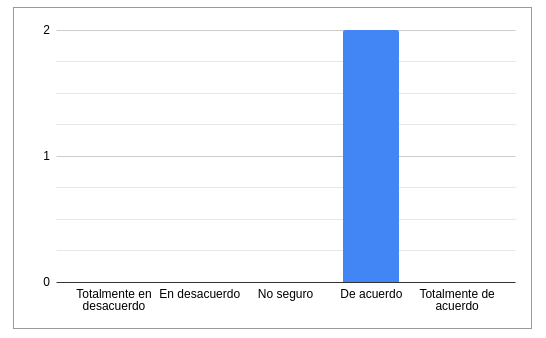 2
1
0
Totalmente en
desacuerdo
En desacuerdo
No seguro
De acuerdo
Totalmente de
acuerdo